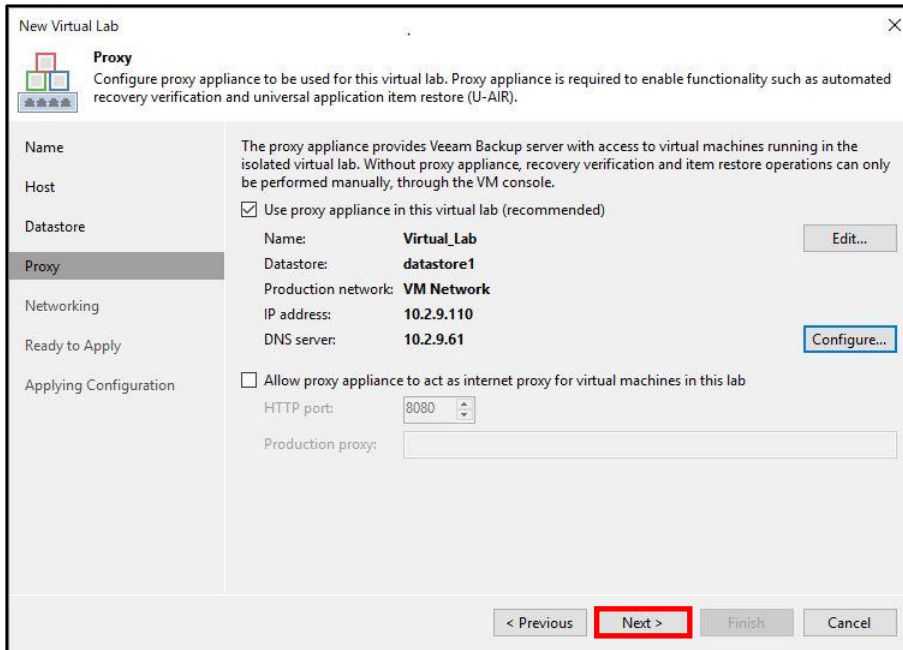 New Virtual Lab
Proxy
Configure proxy appliance to be used for this virtual lab. Proxy appliance is required to enable functionality such as automated
recovery verification and universal application item restore (U-AIR).
Name
Host
Datastore
Proxy
Networking
Ready to Apply
Applying Configuration
The proxy appliance provides Veeam Backup server with access to virtual machines running in the
isolated virtual lab. Without proxy appliance, recovery verification and item restore operations can only
be performed manually, through the VM console.
Use proxy appliance in this virtual lab (recommended)
Name: Virtual_Lab Edit...
Datastore: datastore1
Production network: VM Network
IP address: 10.2.9.110
DNS server: 10.2.9.61 Configure...
Allow proxy appliance to act as internet proxy for virtual machines in this lab
HTTP port: 8080
Production proxy:
< Previous Next > Finish Cancel